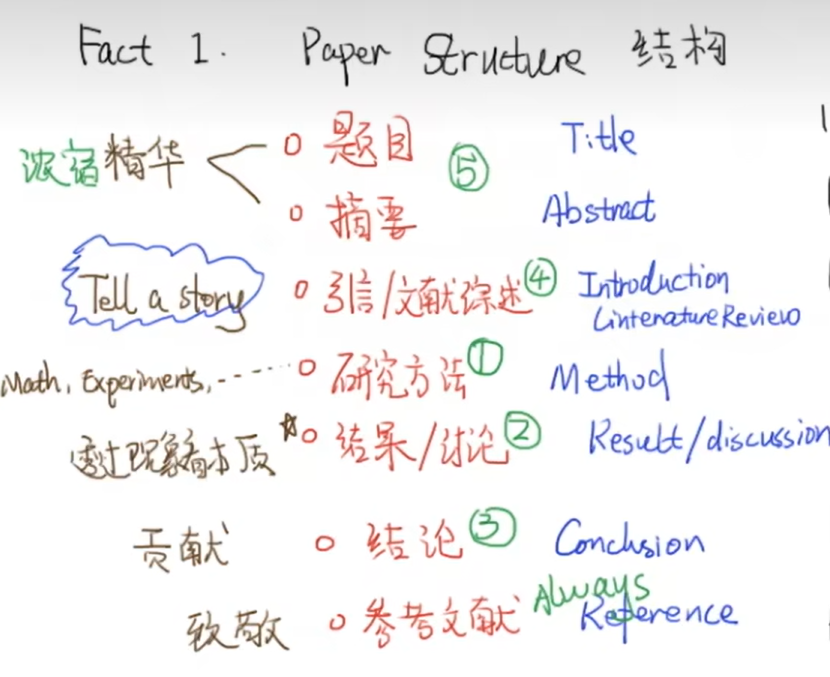 Fact 1. Paper Structure 结构
浓宿精华 o 题目 ⑤ Title
o 摘要 Abstract
Tell a story o 引言/文献综述 ④ Introduction
LintenatureReview
Math, Experiments, ------ o 研究方法 ① Method
透过现象看本质 ☆ o 结果/讨论 ② Result/discussion
贡献 o 结论 ③ Conclusion
致敬 o 参考文献 Always Reference